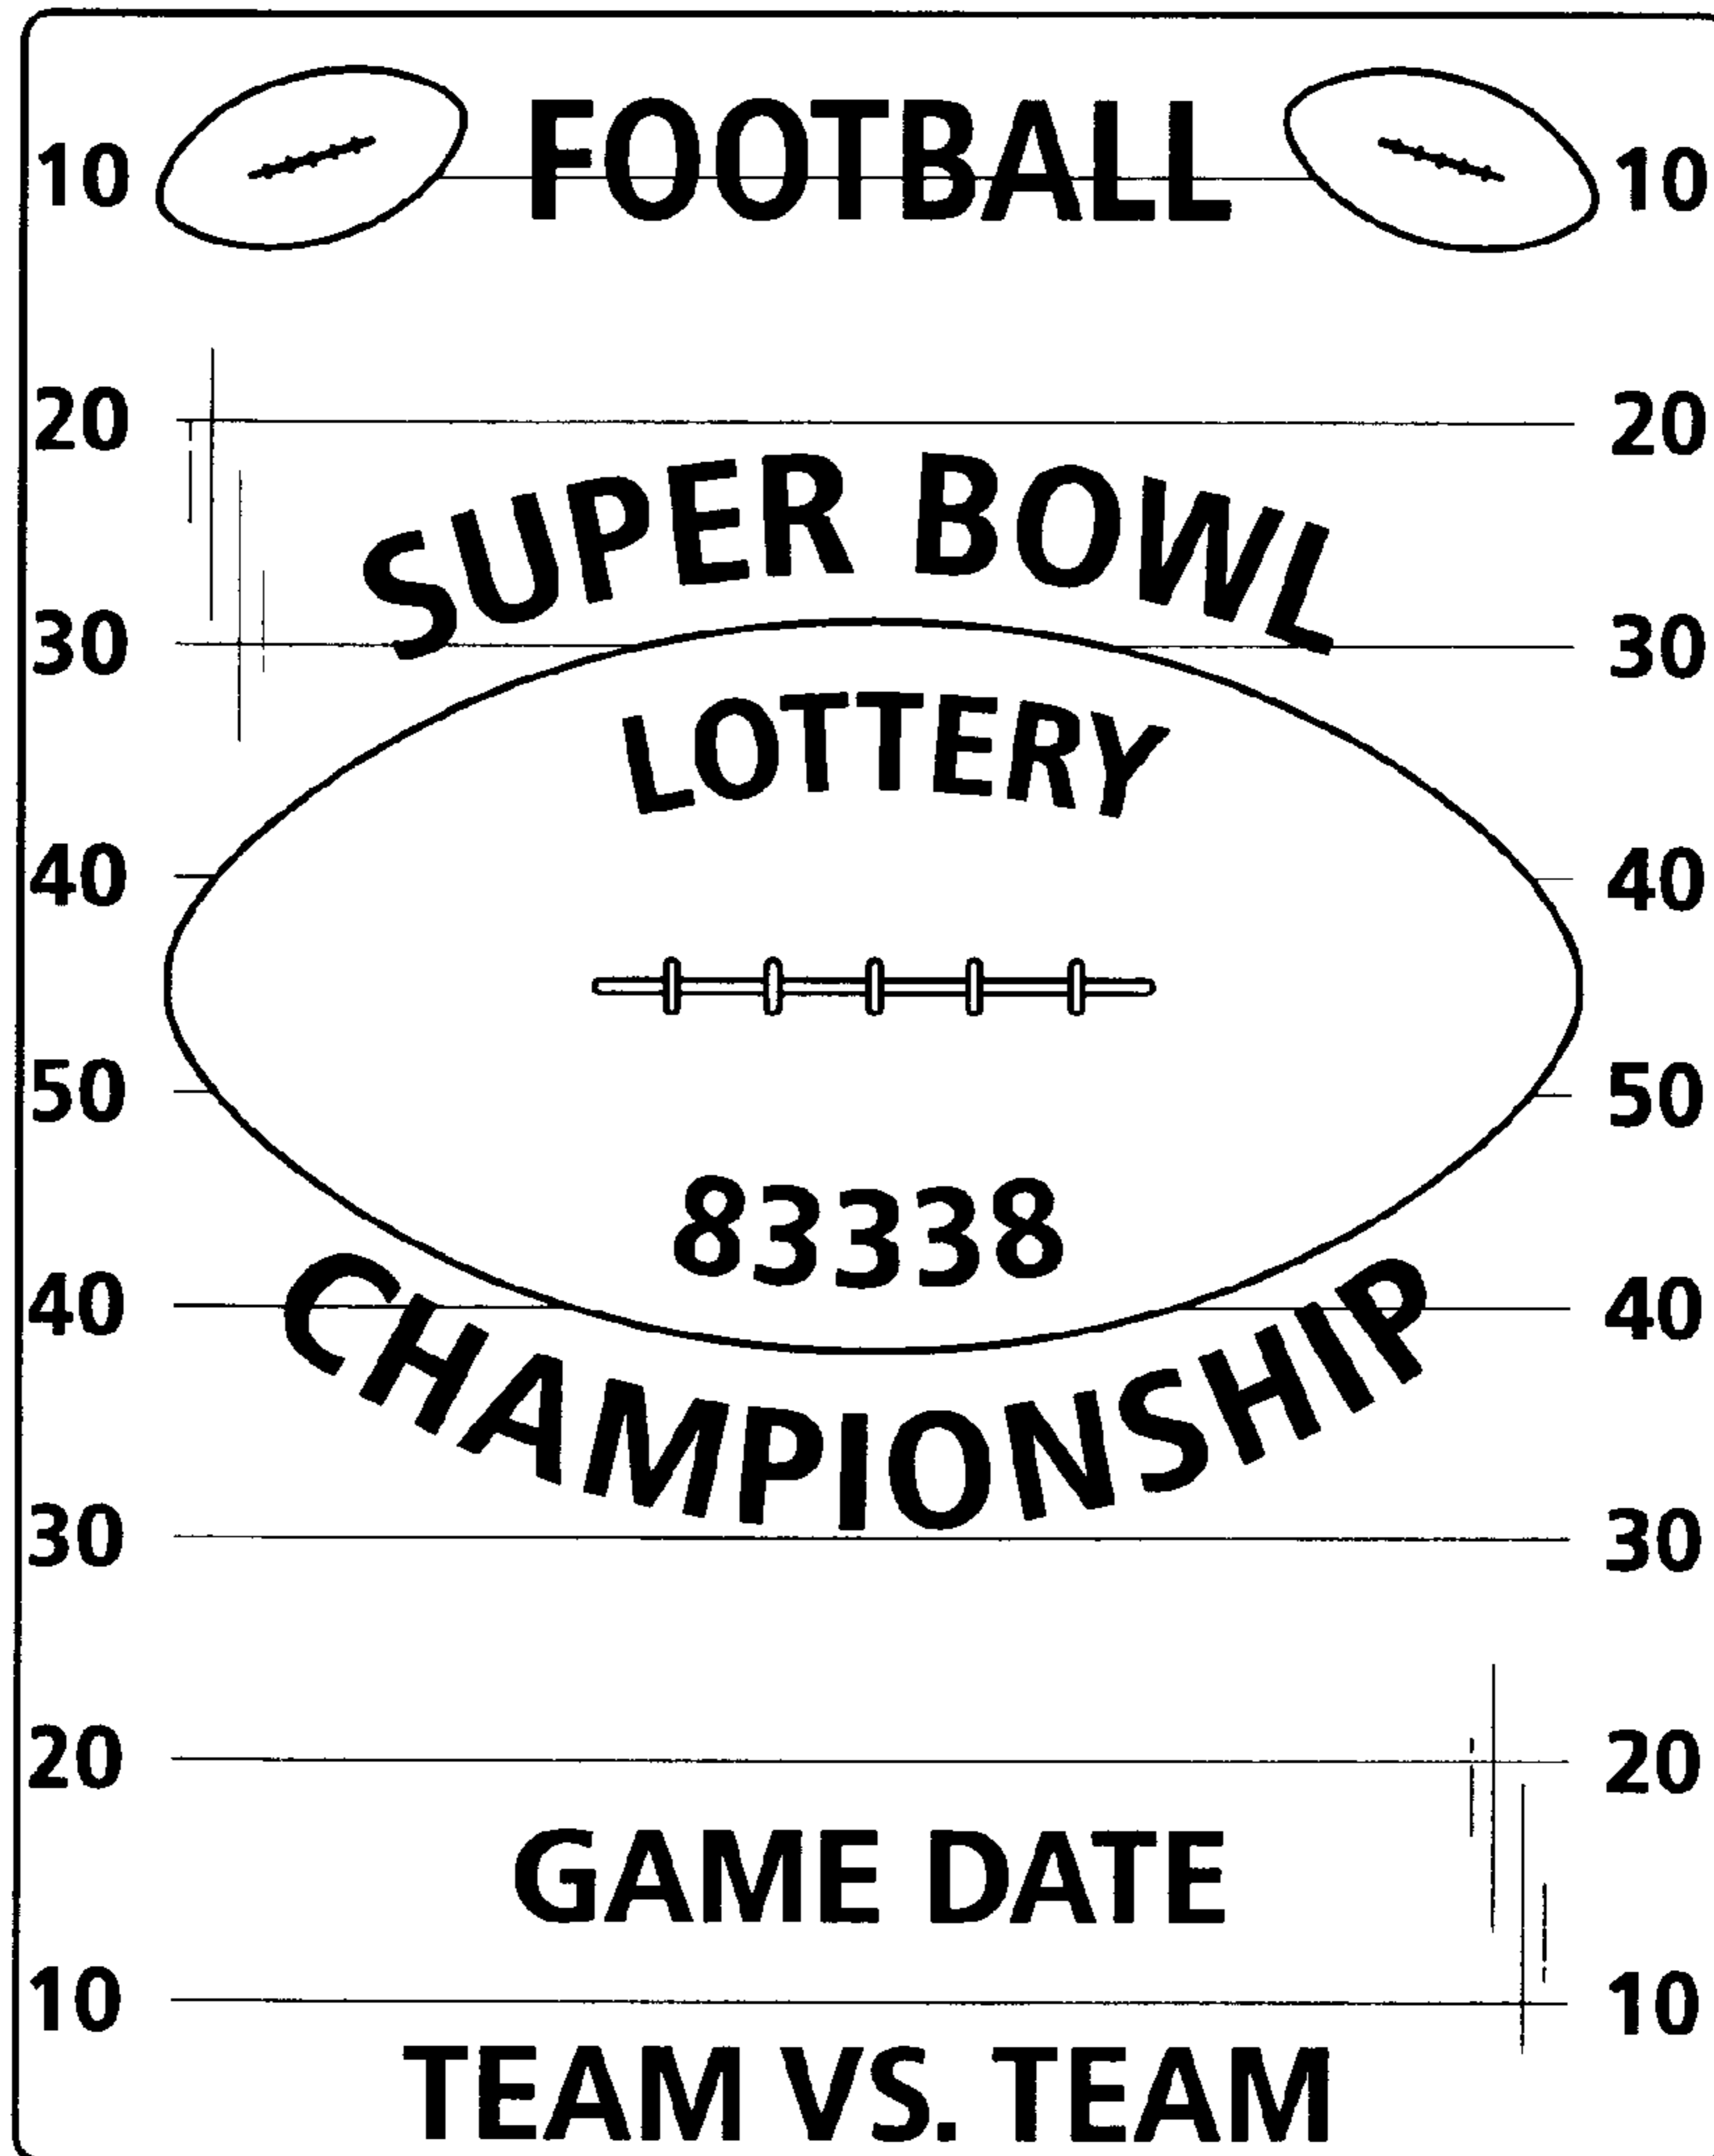 10 FOOTBALL 10
20 20
SUPER BOWL
30 30
LOTTERY
40 40
50 50
83338
40 40
CHAMPIONSHIP
30 30
20 20
GAME DATE
10 10
TEAM VS. TEAM